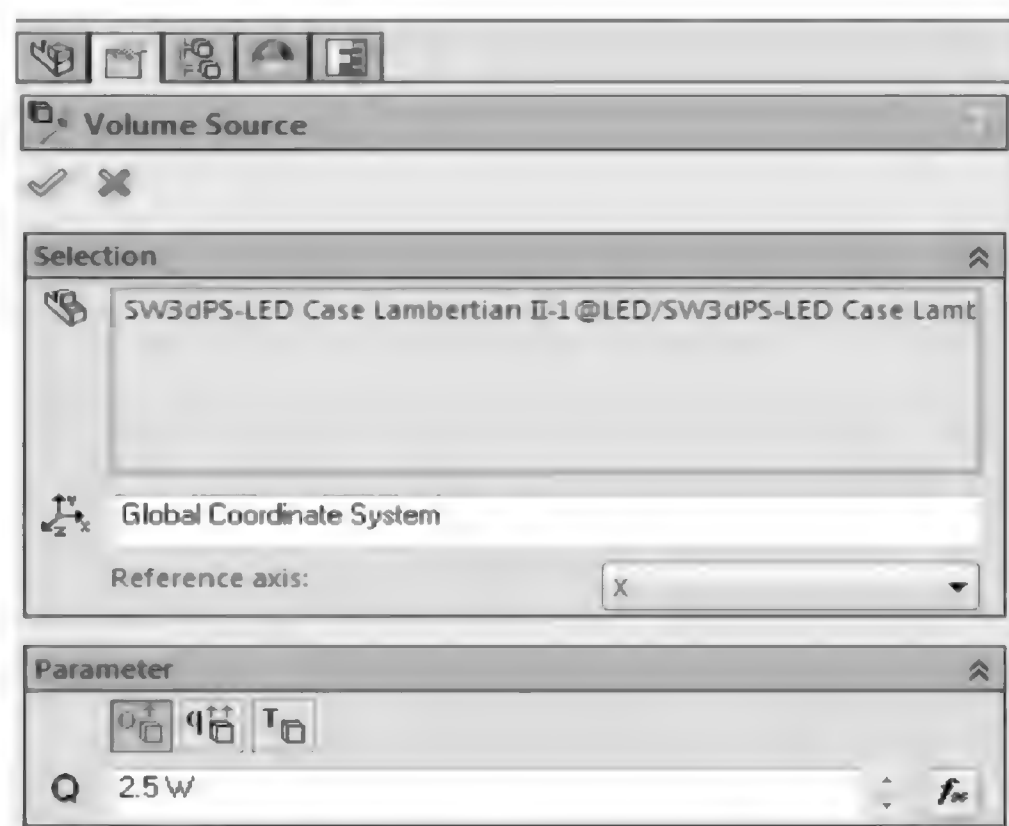 Volume Source
Selection
SW3dPS-LED Case Lambertian II-1@LED/SW3dPS-LED Case Lamt
Y
Z X
Global Coordinate System
Reference axis:
X
Parameter
Q q T
Q 2.5 W